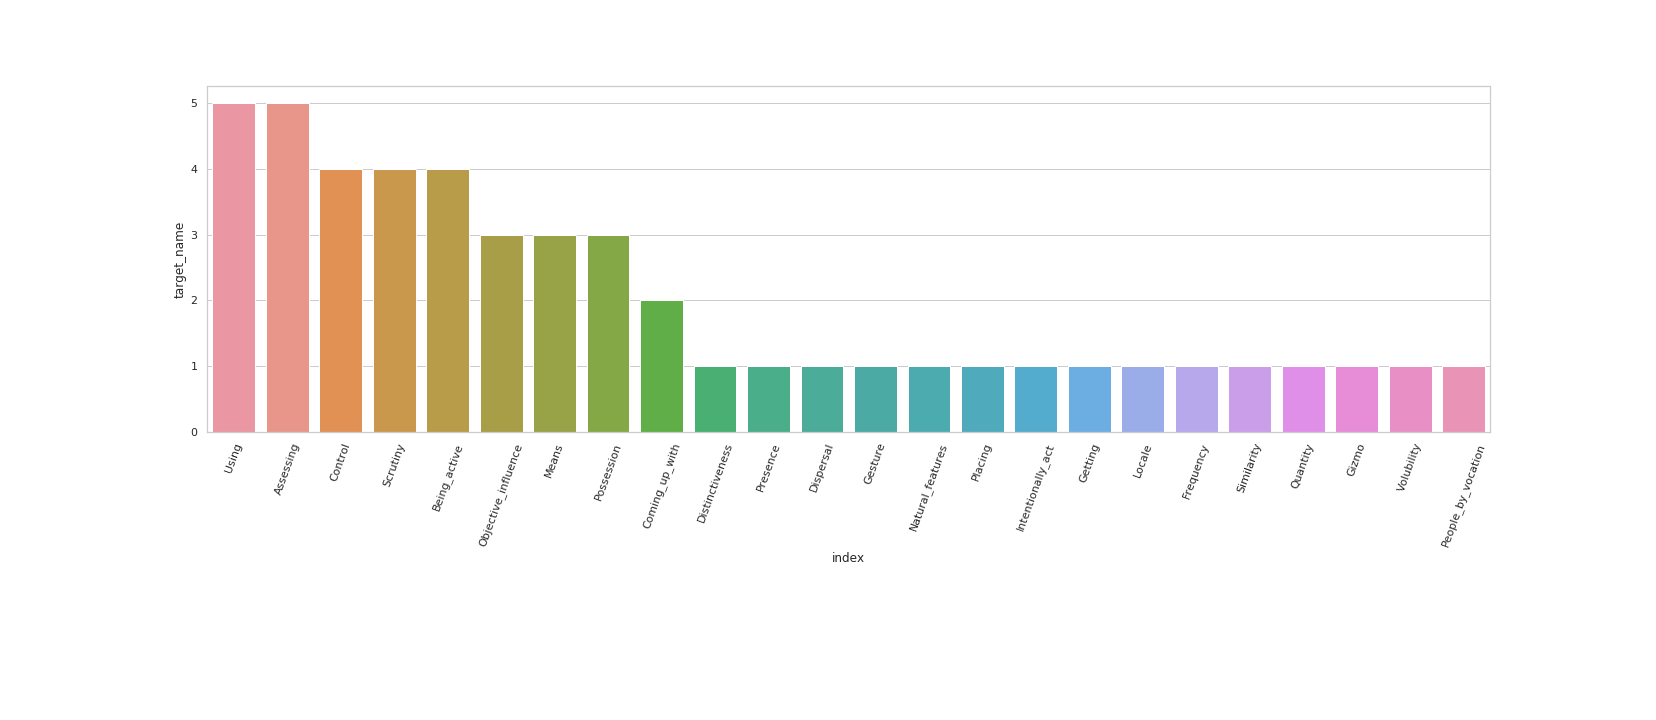 5
4
3
2
1
0
target_name
Using
Assessing
Control
Scrutiny
Being_active
Objective_influence
Means
Possession
Coming_up_with
Distinctiveness
Presence
Dispersal
Gesture
Natural_features
Placing
Intentionally_act
Getting
Locale
Frequency
Similarity
Quantity
Gizmo
Volubility
People_by_vocation
index